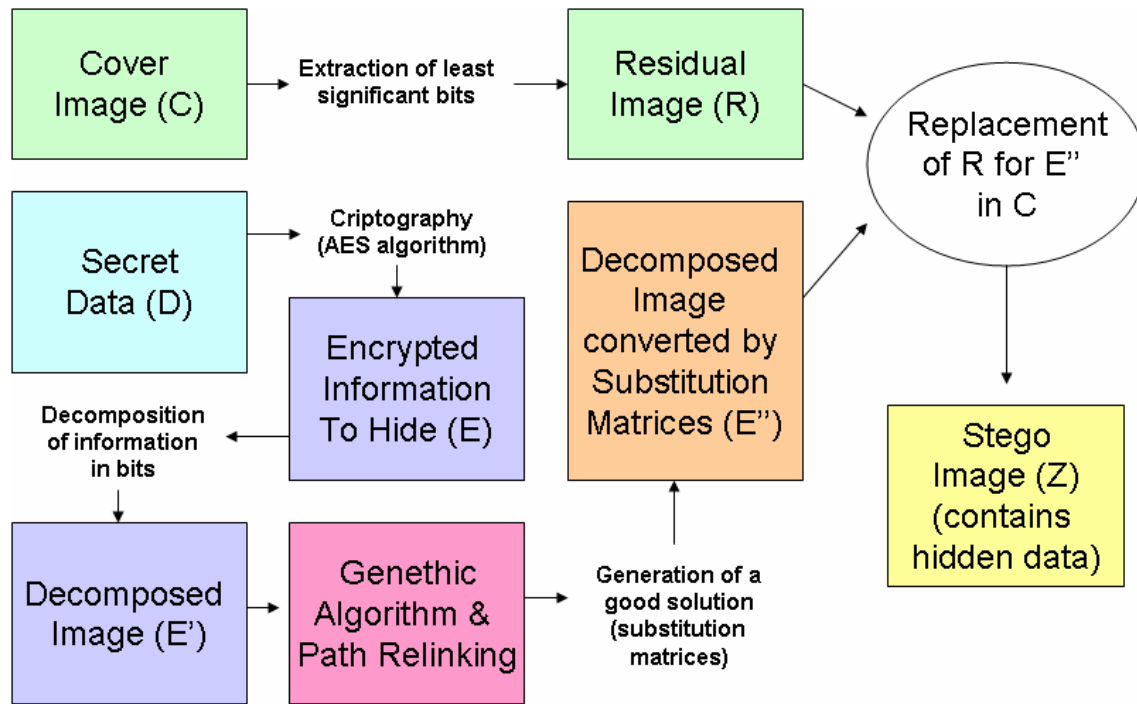 Cover
Image (C)
Extraction of least
significant bits
Residual
Image (R)
Replacement
of R for E''
in C
Secret
Data (D)
Criptography
(AES algorithm)
Encrypted
Information
To Hide (E)
Decomposed
Image
converted by
Substitution
Matrices (E'')
Decomposition
of information
in bits
Stego
Image (Z)
(contains
hidden data)
Decomposed
Image (E')
Genethic
Algorithm &
Path Relinking
Generation of a
good solution
(substitution
matrices)